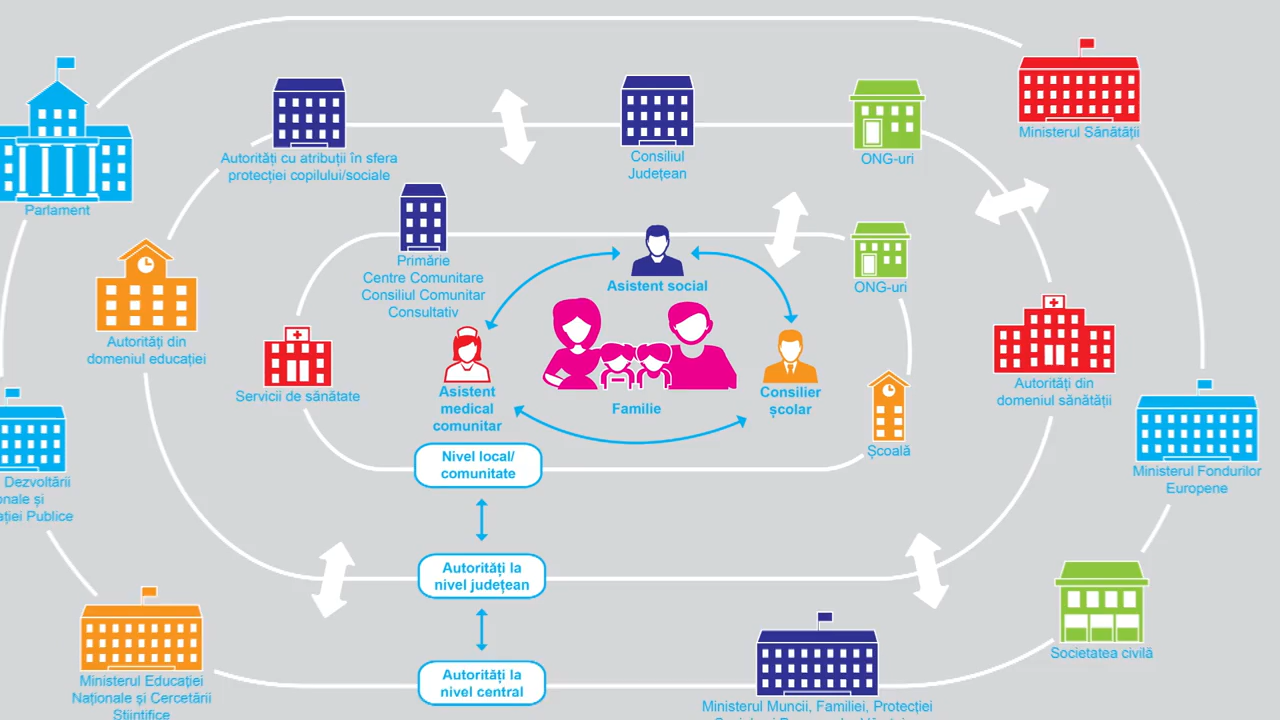 Ministerul Sănătății
Autorități cu atribuții în sfera
protecției copilului/sociale
Consiliul
Județean
ONG-uri
Parlament
Primărie
Centre Comunitare
Consiliul Comunitar
Consultativ
Asistent social
ONG-uri
Autorități din
domeniul educației
Servicii de sănătate
Asistent
medical
comunitar
Familie
Consilier
școlar
Școală
Autorități din
domeniul sănătății
Nivel local/
comunitate
Ministerul Fondurilor
Europene
Dezvoltării
și
Publice
Autorități la
nivel județean
Societatea civilă
Autorități la
nivel central
Ministerul Educației
Naționale și Cercetării
Științifice
Ministerul Muncii, Familiei, Protecției